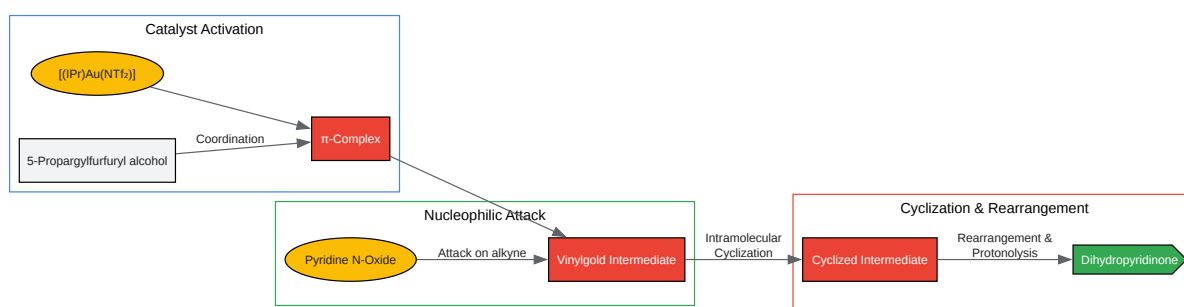 Catalyst Activation
[(IPr)Au(NTf₂)]
5-Propargylfurfuryl alcohol
Coordination
π-Complex
Nucleophilic Attack
Pyridine N-Oxide
Attack on alkyne
Vinylgold Intermediate
Intramolecular
Cyclization
Cyclization & Rearrangement
Cyclized Intermediate
Rearrangement &
Protonolysis
Dihydropyridinone